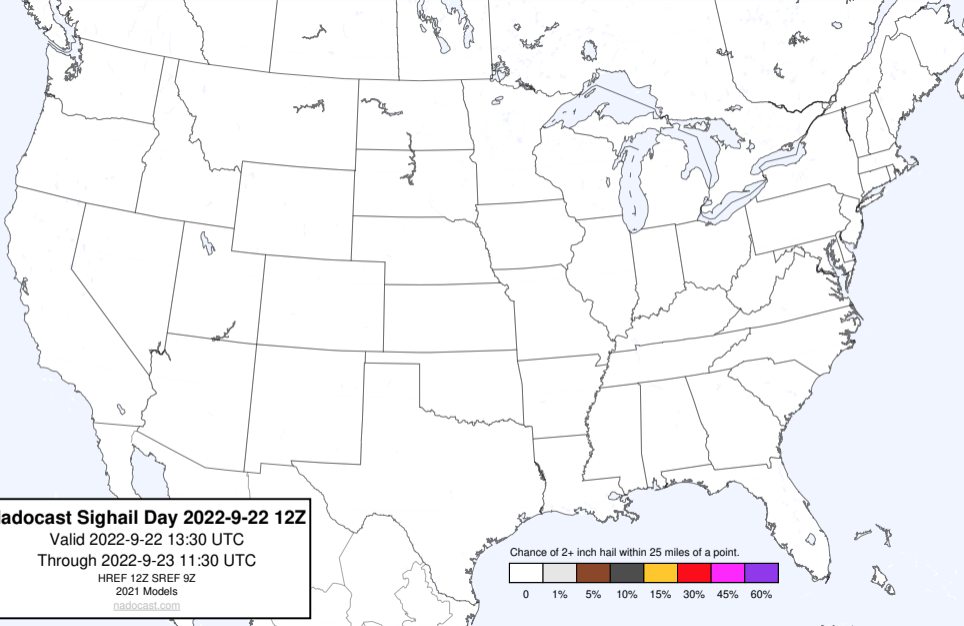 adocast Sighail Day 2022-9-22 12Z
Valid 2022-9-22 13:30 UTC
Through 2022-9-23 11:30 UTC
HREF 12Z SREF 9Z
2021 Models
nadocast.com
Chance of 2+ inch hail within 25 miles of a point.
0 1% 5% 10% 15% 30% 45% 60%